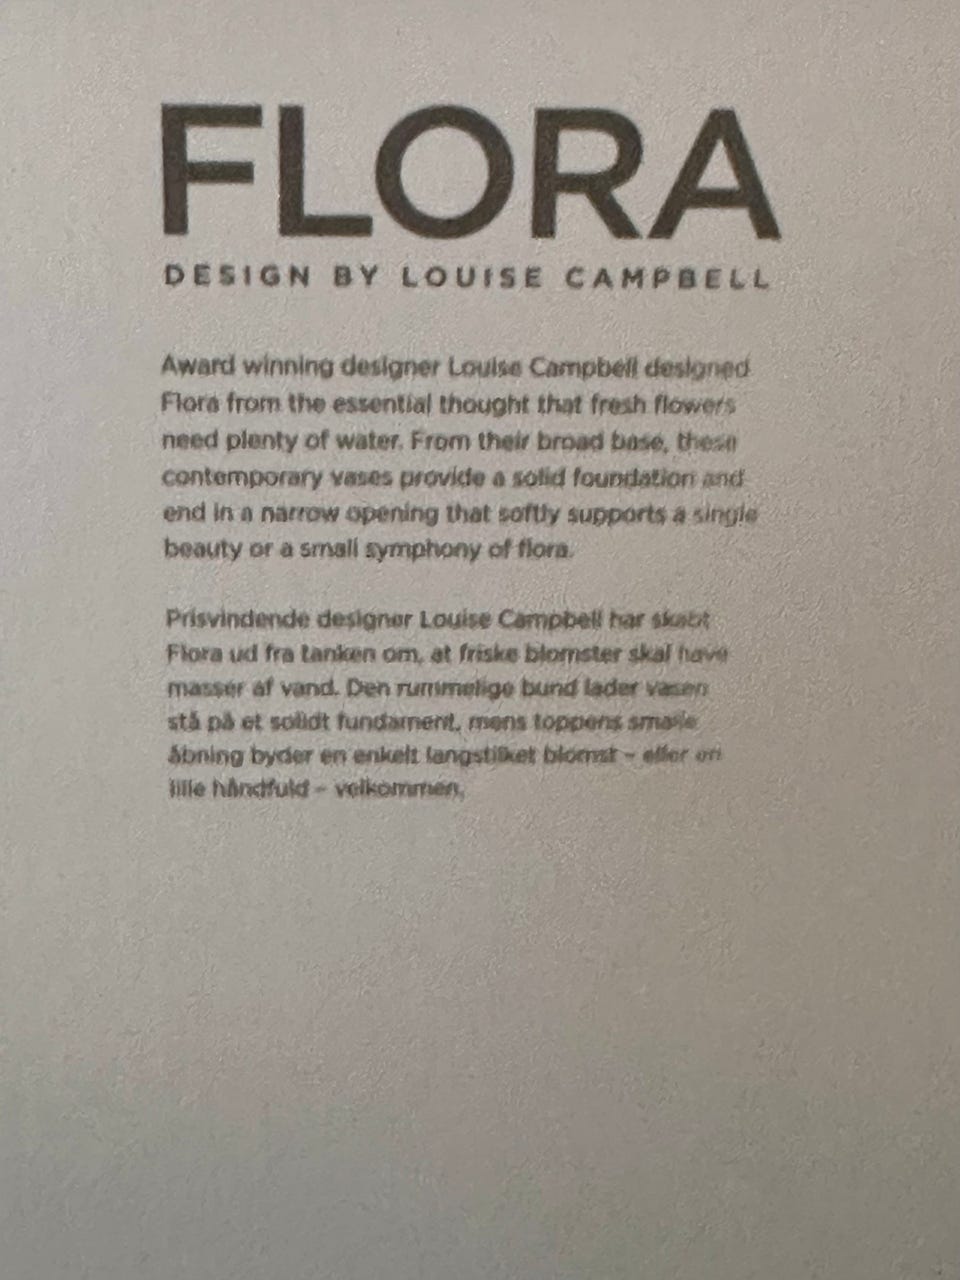 FLORA
DESIGN BY LOUISE CAMPBELL
Award winning designer Louise Campbell designed
Flora from the essential thought that fresh flowers
need plenty of water. From their broad base, these
contemporary vases provide a solid foundation and
end in a narrow opening that softly supports a single
beauty or a small symphony of flora.
Prisvindende designer Louise Campbell har skabt
Flora ud fra tanken om, at friske blomster skal have
masser af vand. Den rummelige bund lader vasen
stå på et solidt fundament, mens toppens smalle
åbning byder en enkelt langstilket blomst – eller en
lille håndfuld – velkommen.